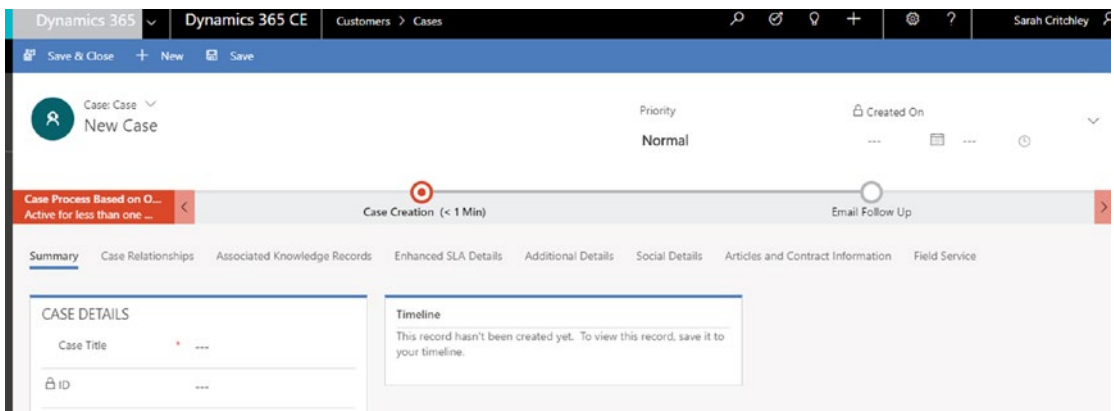 Dynamics 365 Dynamics 365 CE Customers > Cases ? Sarah Critchley
Save & Close + New Save
Case: Case
New Case
Priority
Normal
Created On
--- ---
Case Process Based on O...
Active for less than one ...
Case Creation (< 1 Min)
Email Follow Up
Summary Case Relationships Associated Knowledge Records Enhanced SLA Details Additional Details Social Details Articles and Contract Information Field Service
CASE DETAILS
Case Title * ---
ID ---
Timeline
This record hasn't been created yet. To view this record, save it to
your timeline.